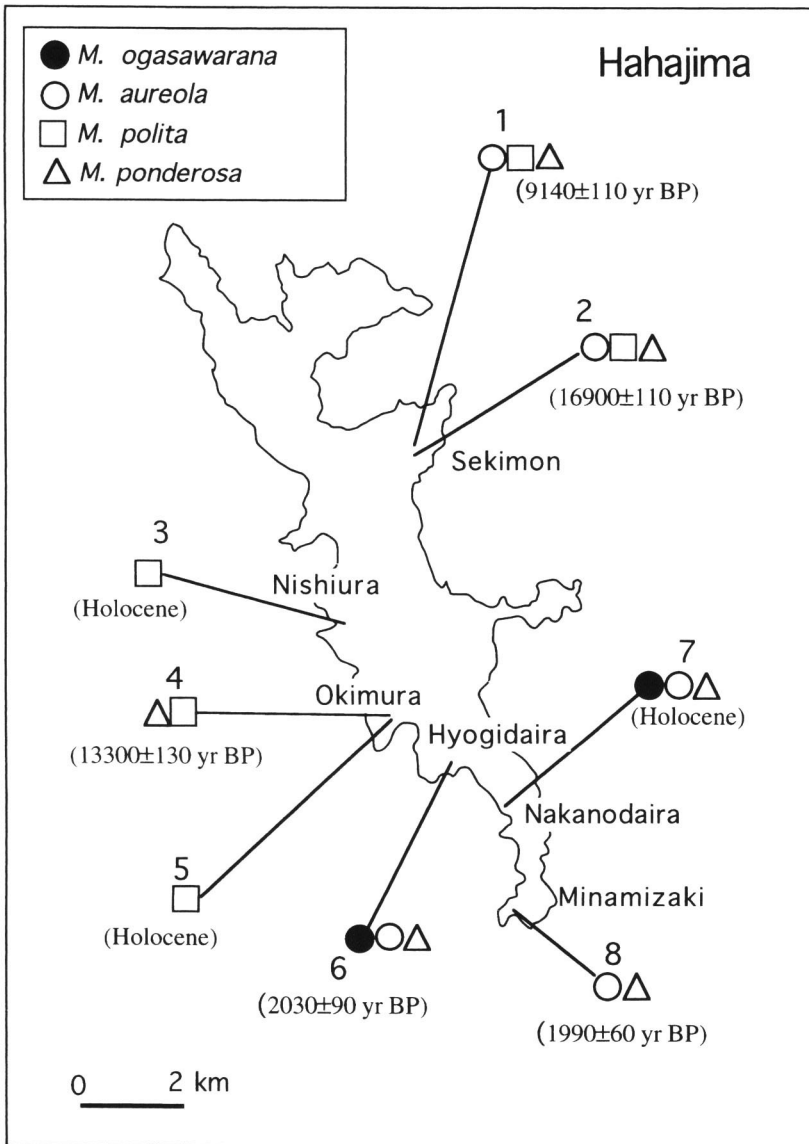 M. ogasawarana
M. aureola
M. polita
M. ponderosa
Hahajima
1
(9140±110 yr BP)
2
(16900±110 yr BP)
Sekimon
3
(Holocene)
Nishiura
4
(13300±130 yr BP)
Okimura
7
(Holocene)
Hyogidaira
Nakanodaira
5
(Holocene)
Minamizaki
6
(2030±90 yr BP)
8
(1990±60 yr BP)
0 2 km